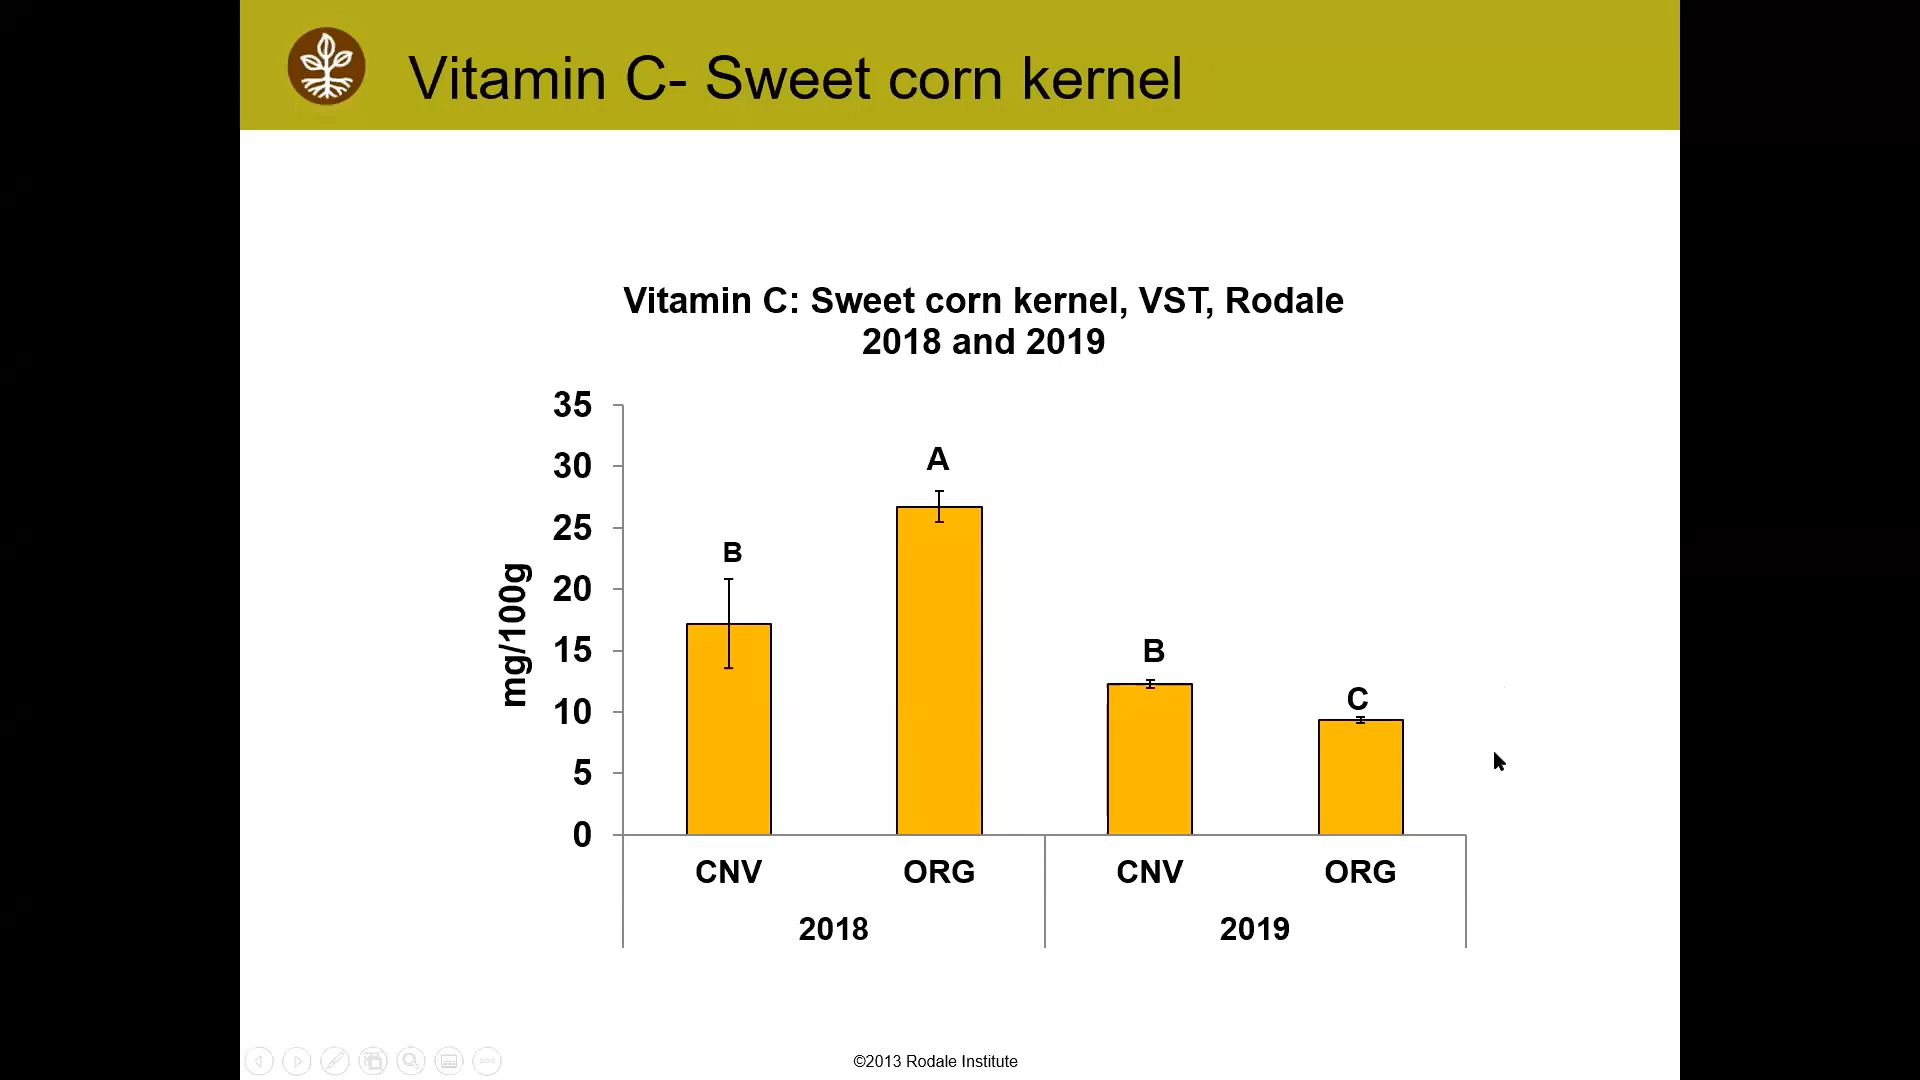 Vitamin C- Sweet corn kernel
Vitamin C: Sweet corn kernel, VST, Rodale
2018 and 2019
35
30
25
20
15
10
5
0
mg/100g
B
A
B
C
CNV
ORG
CNV
ORG
2018
2019
©2013 Rodale Institute